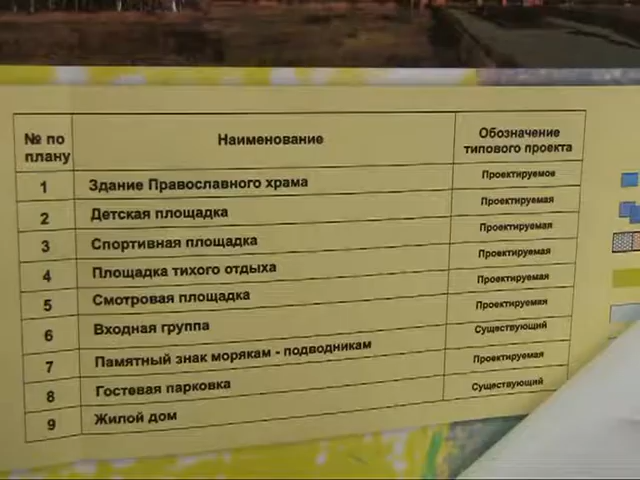 № по плану Наименование Обозначение типового проекта
1 Здание Православного храма Проектируемое
2 Детская площадка Проектируемая
3 Спортивная площадка Проектируемая
4 Площадка тихого отдыха Проектируемая
5 Смотровая площадка Проектируемая
6 Входная группа Проектируемая
7 Памятный знак морякам - подводникам Существующий
8 Гостевая парковка Проектируемая
9 Жилой дом Существующий